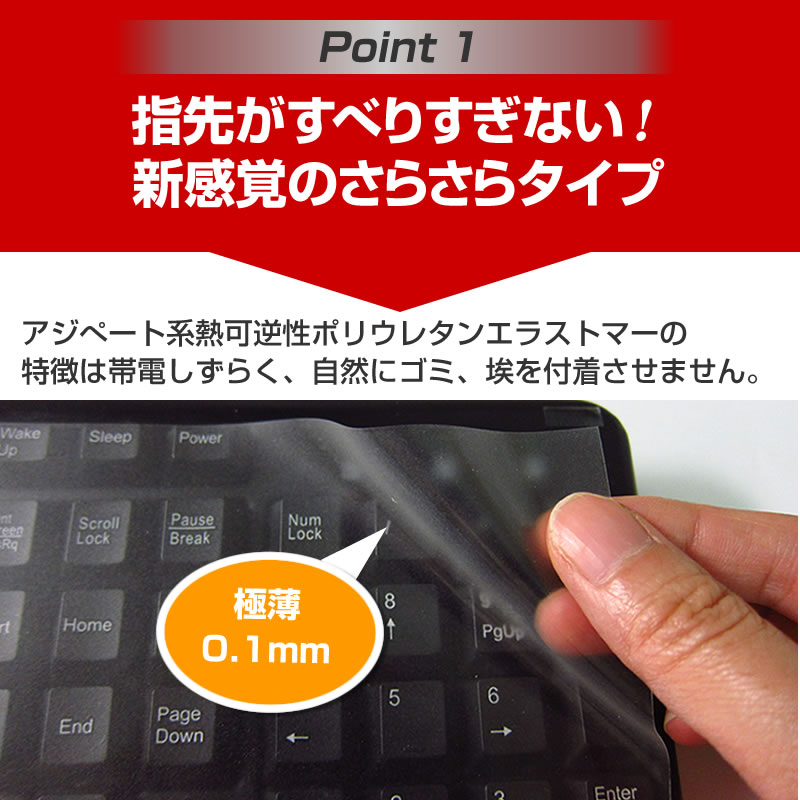 Point 1
指先がすべりすぎない!
新感覚のさらさらタイプ
アジペート系熱可逆性ポリウレタンエラストマーの
特徴は帯電しずらく、自然にゴミ、埃を付着させません。
Wake Up
Sleep
Power
Scroll Lock
Pause Break
Num Lock
極薄
0.1mm
Home
8
↑
PgUp
End
Page Down
←
5
6
→
3
Enter